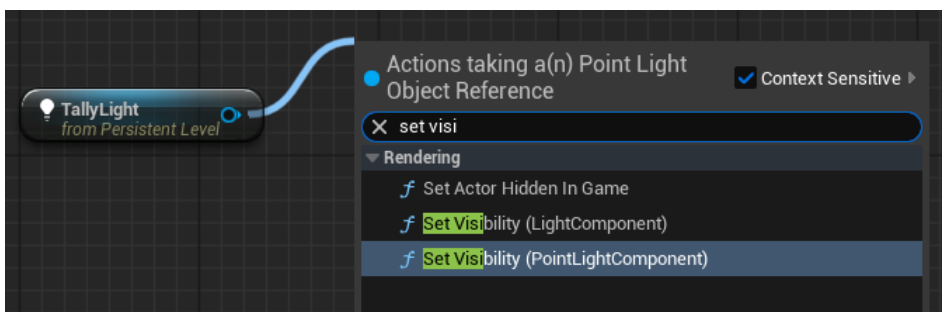 TallyLight
from Persistent Level
Actions taking a(n) Point Light
Object Reference
Context Sensitive
set visi
Rendering
f Set Actor Hidden In Game
f Set Visibility (LightComponent)
f Set Visibility (PointLightComponent)